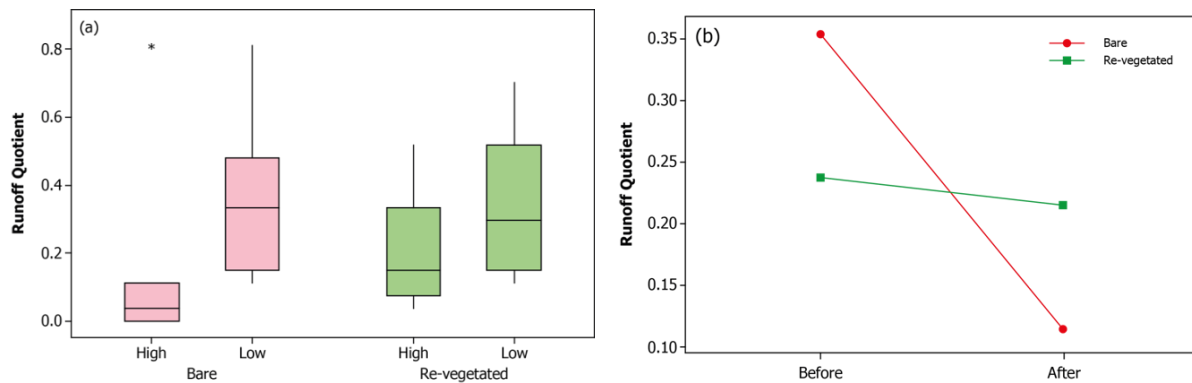 (a)
*
0.8
0.6
0.4
0.2
0.0
Runoff Quotient
High Low High Low
Bare Re-vegetated
(b)
Bare
Re-vegetated
0.35
0.30
0.25
0.20
0.15
0.10
Runoff Quotient
Before After